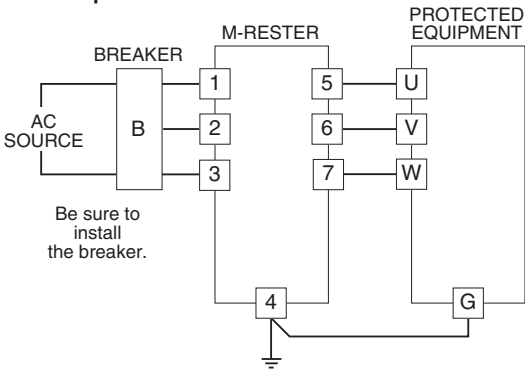 PROTECTED
EQUIPMENT
M-RESTER
BREAKER
1
5
U
AC
SOURCE
B
2
6
V
3
7
W
Be sure to
install
the breaker.
4
G